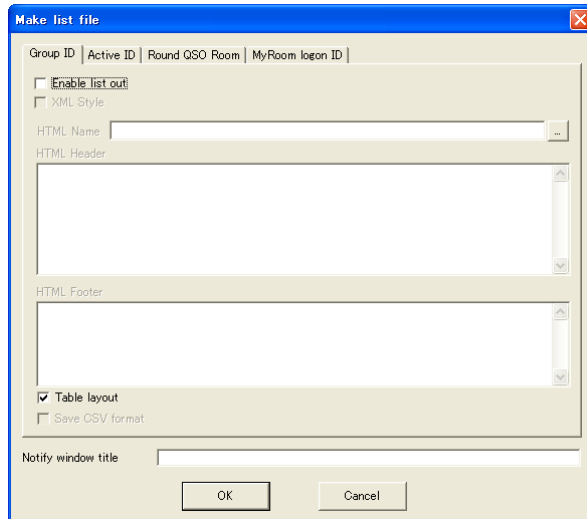 Make list file
Group ID Active ID Round QSO Room MyRoom logon ID
Enable list out
XML Style
HTML Name ...
HTML Header
HTML Footer
Table layout
Save CSV format
Notify window title
OK Cancel